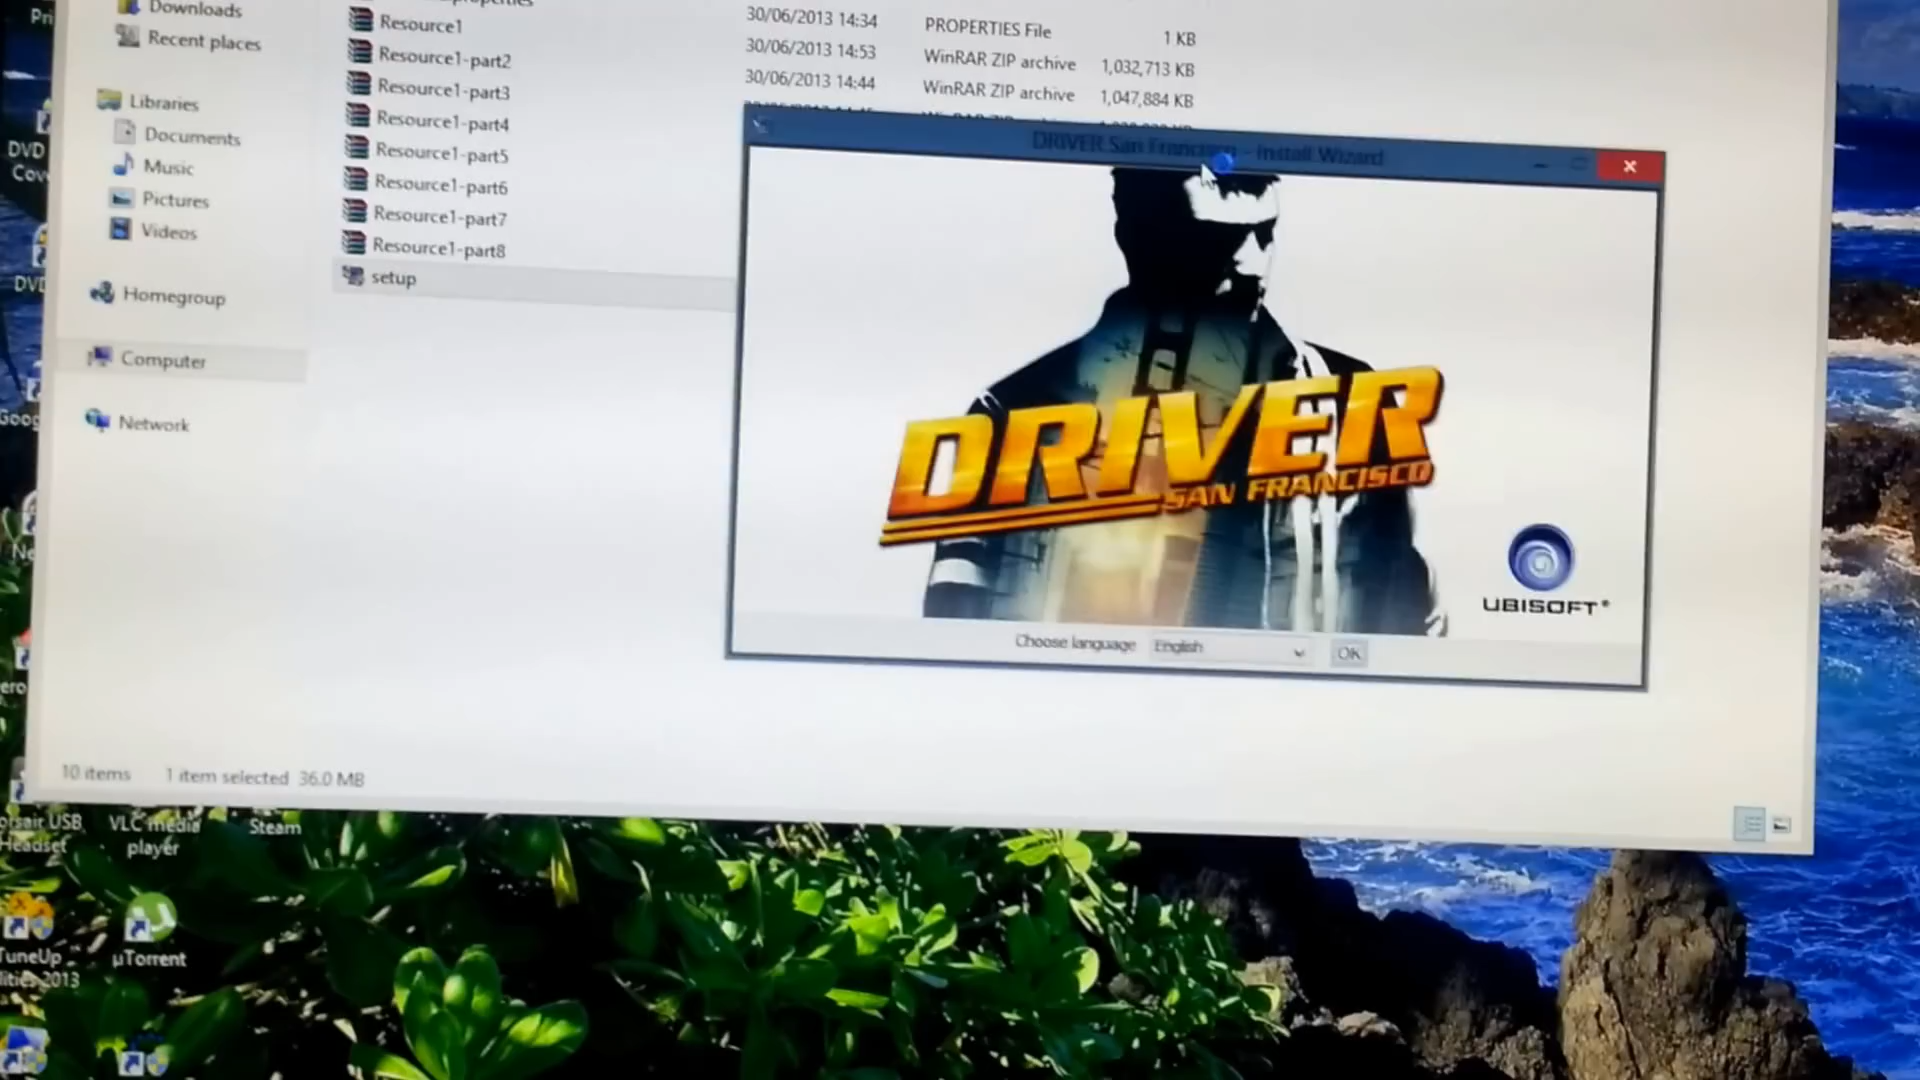 Downloads
Recent places
Libraries
Documents
Music
Pictures
Videos
Homegroup
Computer
Network
Resource1
Resource1-part2
Resource1-part3
Resource1-part4
Resource1-part5
Resource1-part6
Resource1-part7
Resource1-part8
setup
30/06/2013 14:34 PROPERTIES File 1 KB
30/06/2013 14:53 WinRAR ZIP archive 1,032,713 KB
30/06/2013 14:44 WinRAR ZIP archive 1,047,884 KB
DRIVER San Francisco - Install Wizard
DRIVER
SAN FRANCISCO
UBISOFT®
Choose language English OK
10 items 1 item selected 36.0 MB
DVD
DVD
Headset
VLC media
player
Steam
TuneUp
2013
µTorrent